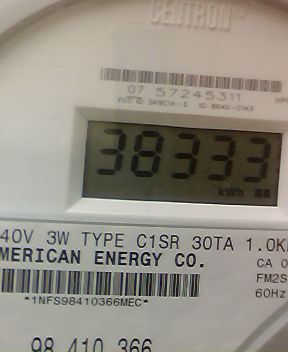 CENTRON®
07 57245311
38333
kWh
40V 3W TYPE C1SR 30TA 1.0K
MERICAN ENERGY CO.
CA 0
FM2S
60Hz
*1NFS98410366MEC*
98 410 366